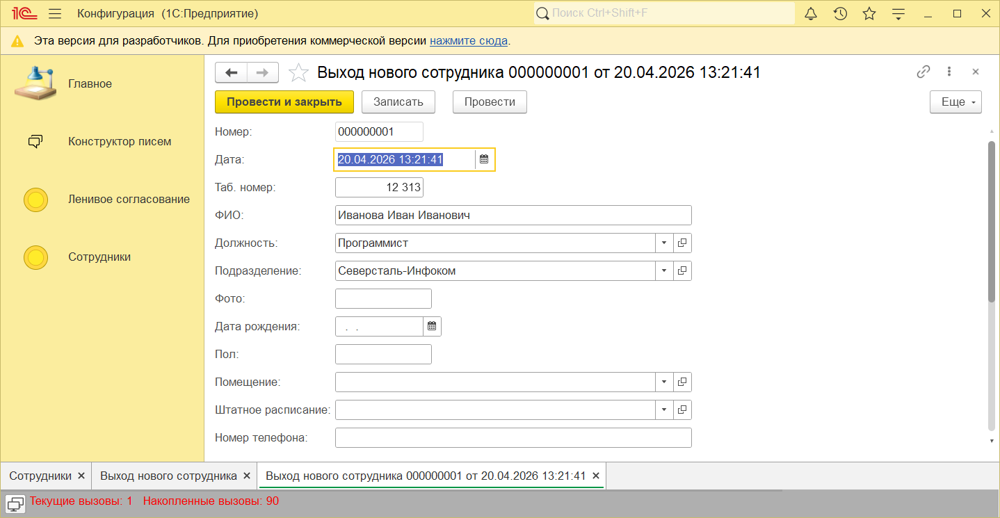 1С Конфигурация (1С:Предприятие) Поиск Ctrl+Shift+F
Эта версия для разработчиков. Для приобретения коммерческой версии нажмите сюда.
Главное
Конструктор писем
Ленивое согласование
Сотрудники
Выход нового сотрудника 000000001 от 20.04.2026 13:21:41
Провести и закрыть Записать Провести Еще
Номер: 000000001
Дата: 20.04.2026 13:21:41
Таб. номер: 12 313
ФИО: Иванова Иван Иванович
Должность: Программист
Подразделение: Северсталь-Инфоком
Фото:
Дата рождения: . .
Пол:
Помещение:
Штатное расписание:
Номер телефона:
Сотрудники Выход нового сотрудника Выход нового сотрудника 000000001 от 20.04.2026 13:21:41
Текущие вызовы: 1 Накопленные вызовы: 90